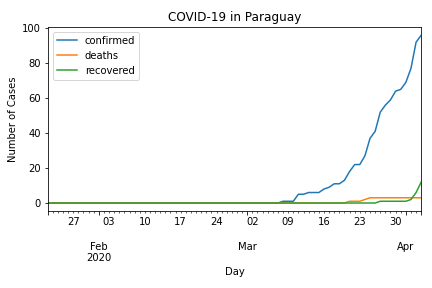 COVID-19 in Paraguay
confirmed
deaths
recovered
Number of Cases
100
80
60
40
20
0
27 03 10 17 24 02 09 16 23 30
Feb Mar Apr
2020
Day